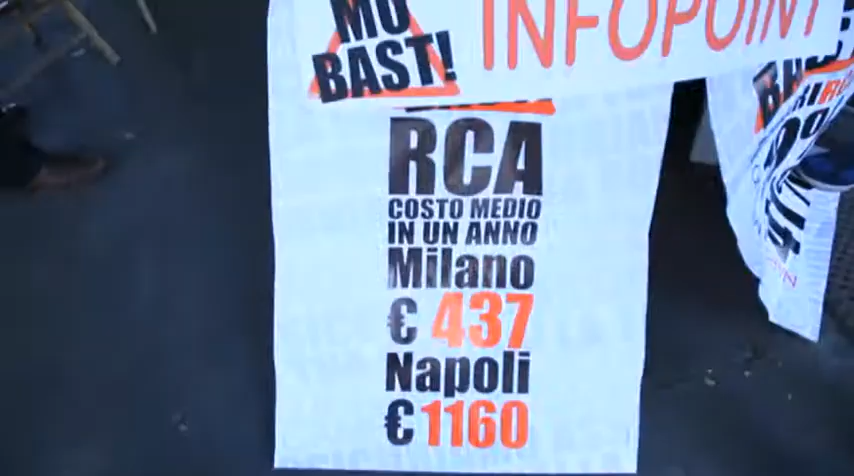 MO
BAST!
INFOPOINT
RCA
COSTO MEDIO
IN UN ANNO
Milano
€ 437
Napoli
€ 1160